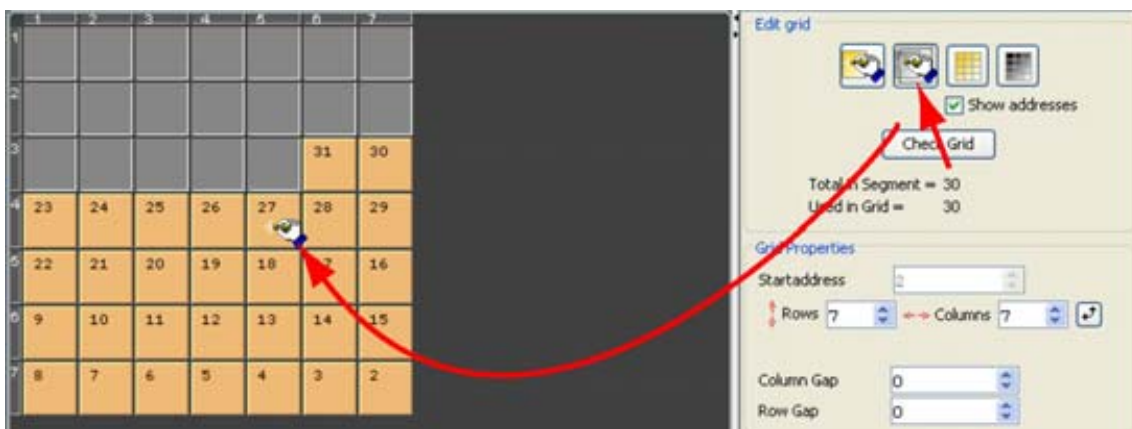 1 2 3 4 5 6 7
1
2
3 31 30
4 23 24 25 26 27 28 29
5 22 21 20 19 18 17 16
6 9 10 11 12 13 14 15
7 8 7 6 5 4 3 2
Edit grid
Show addresses
Check Grid
Total in Segment = 30
Used in Grid = 30
Grid Properties
Startaddress 2
Rows 7 Columns 7
Column Gap 0
Row Gap 0